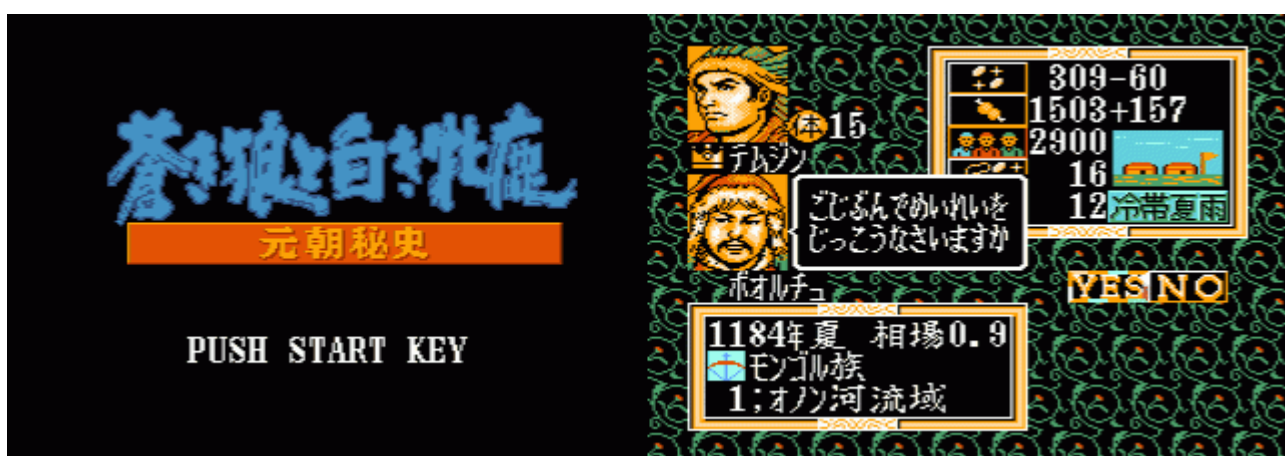 蒼き狼と白き牝鹿
元朝秘史
PUSH START KEY
体15
テムジン
309-60
1503+157
2900
16
12冷帯夏雨
ごじぶんでめいれいを
じっこうなさいますか
ボオルチュ
YES NO
1184年夏 相場0.9
モンゴル族
1;オノン河流域